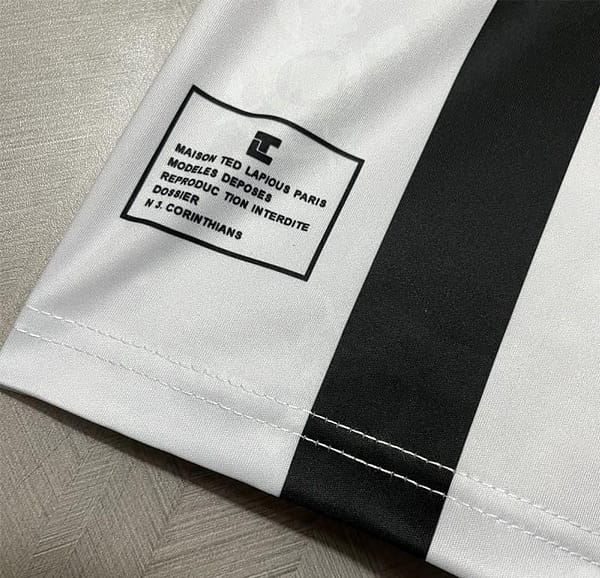 MAISON TED LAPIOUS PARIS
MODELES DEPOSES
REPRODUC TION INTERDITE
DOSSIER
N 3. CORINTHIANS